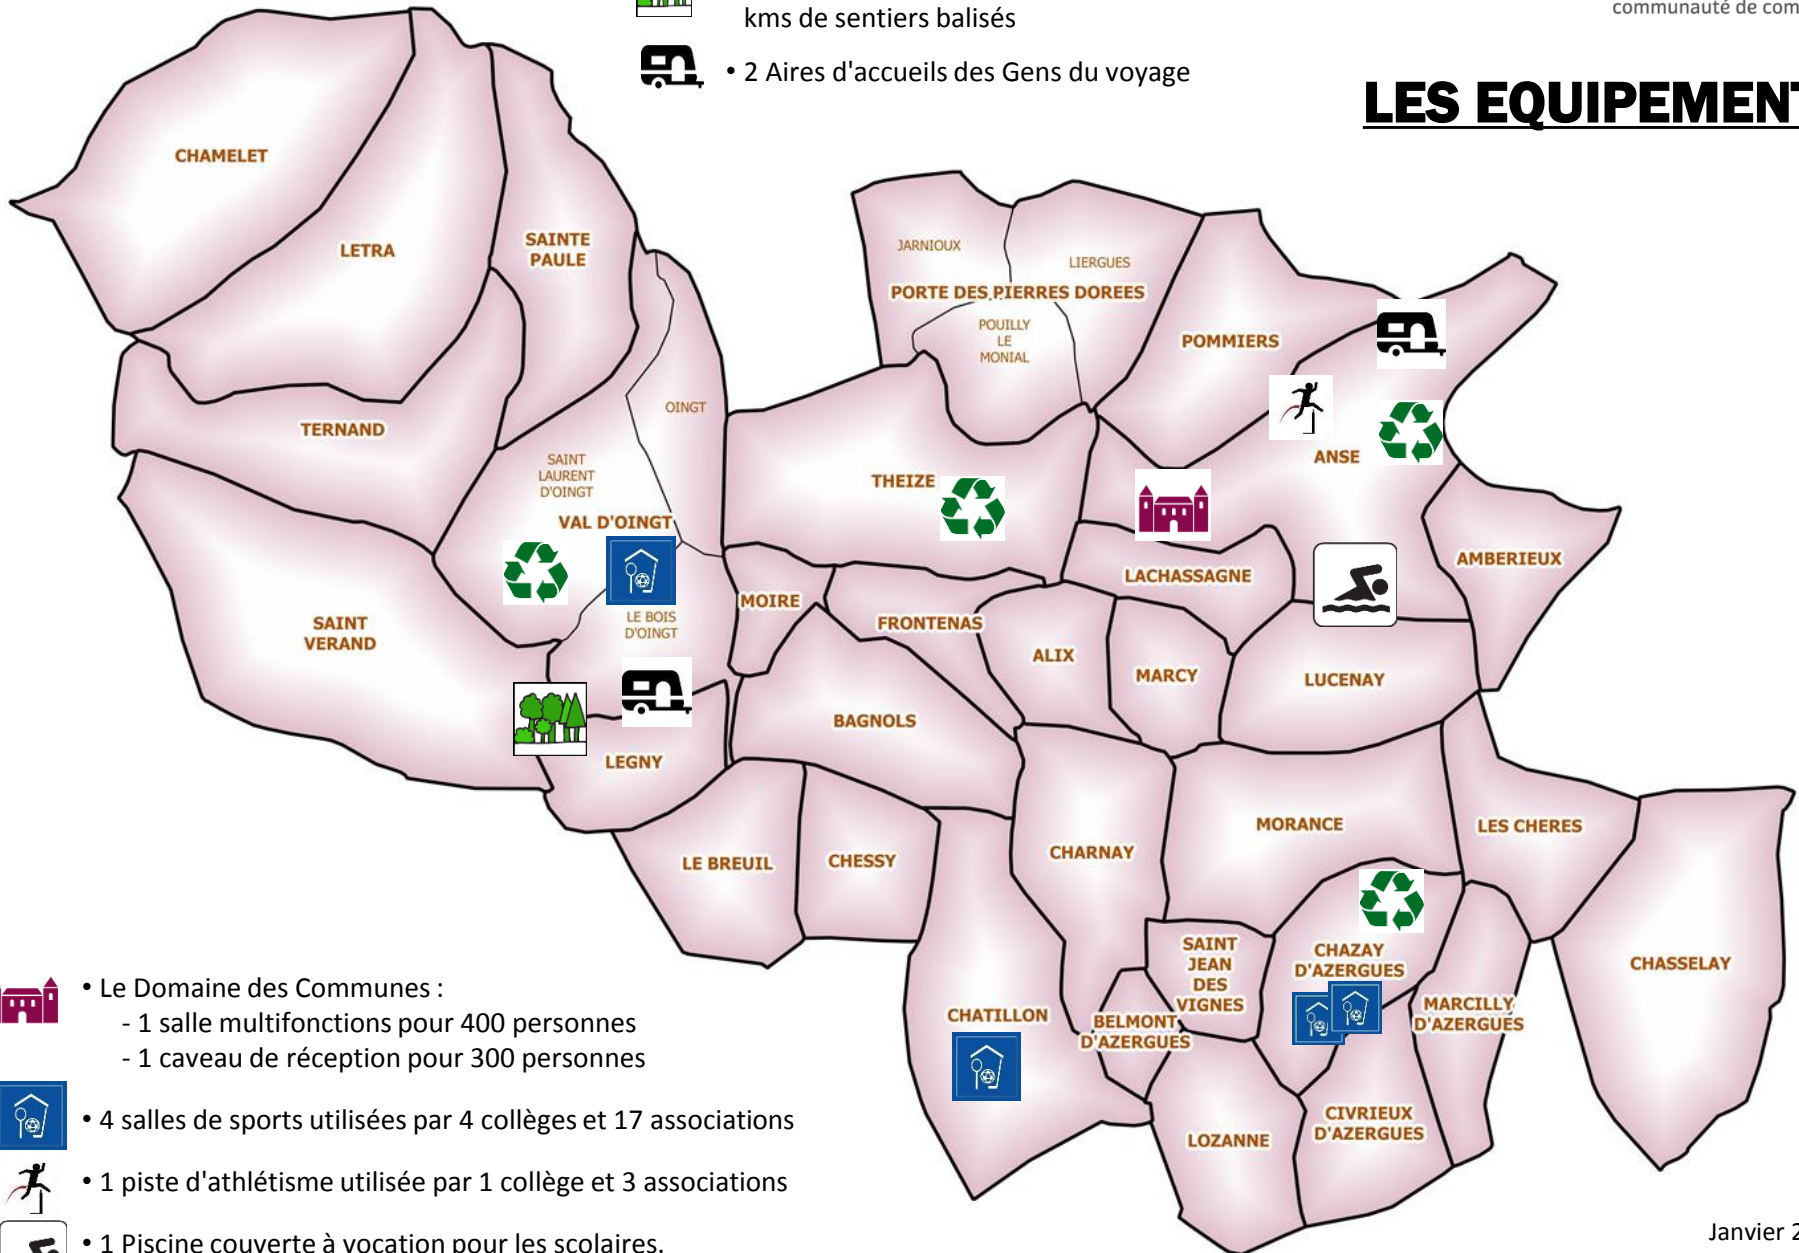 communauté de com
kms de sentiers balisés
• 2 Aires d'accueils des Gens du voyage
LES EQUIPEMENT
CHAMELET
LETRA
SAINTE
PAULE
JARNIOUX
LIERGUES
PORTE DES PIERRES DOREES
POUILLY
LE
MONIAL
POMMIERS
TERNAND
OINGT
SAINT
LAURENT
D'OINGT
VAL D'OINGT
THEIZE
ANSE
AMBERIEUX
LACHASSAGNE
SAINT
VERAND
LE BOIS
D'OINGT
MOIRE
FRONTENAS
ALIX
MARCY
LUCENAY
BAGNOLS
LEGNY
LE BREUIL
CHESSY
CHARNAY
MORANCE
LES CHERES
SAINT
JEAN
DES
VIGNES
CHAZAY
D'AZERGUES
CHASSELAY
MARCILLY
D'AZERGUES
CHATILLON
BELMONT
D'AZERGUES
LOZANNE
CIVRIEUX
D'AZERGUES
• Le Domaine des Communes :
- 1 salle multifonctions pour 400 personnes
- 1 caveau de réception pour 300 personnes
• 4 salles de sports utilisées par 4 collèges et 17 associations
• 1 piste d'athlétisme utilisée par 1 collège et 3 associations
• 1 Piscine couverte à vocation pour les scolaires.
Janvier 2